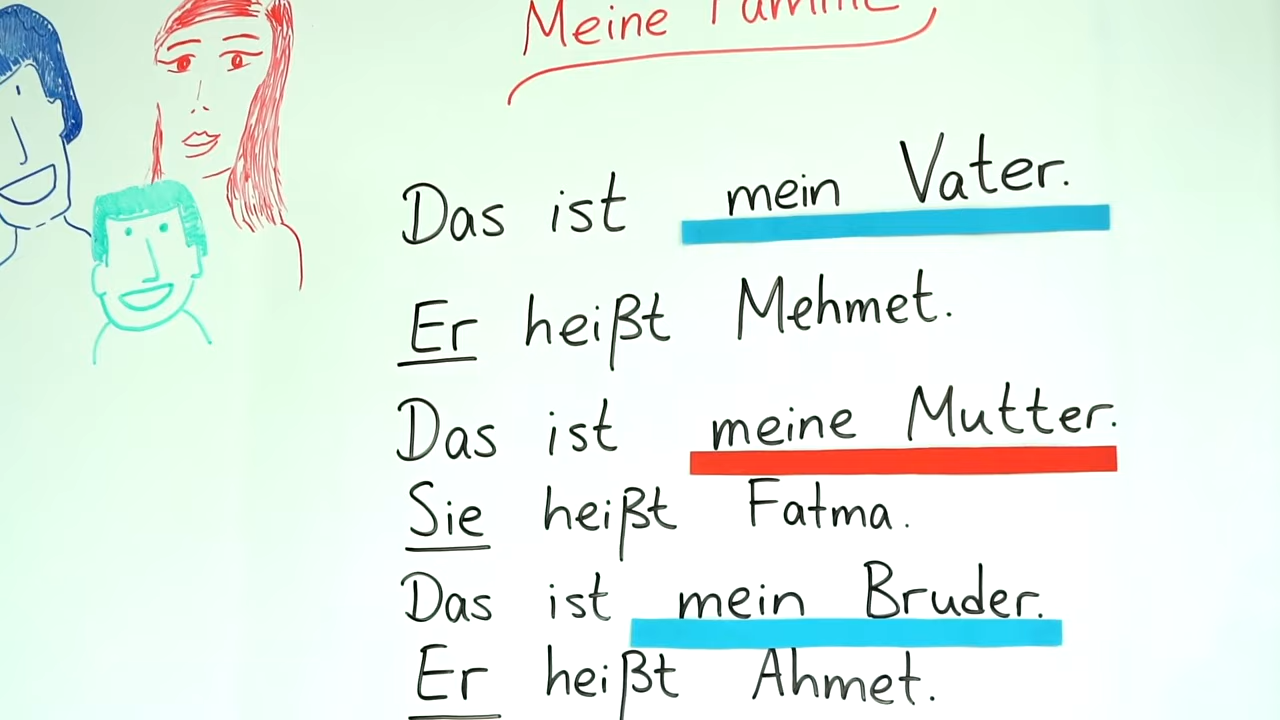 Meine Familie
Das ist mein Vater.
Er heißt Mehmet.
Das ist meine Mutter.
Sie heißt Fatma.
Das ist mein Bruder.
Er heißt Ahmet.